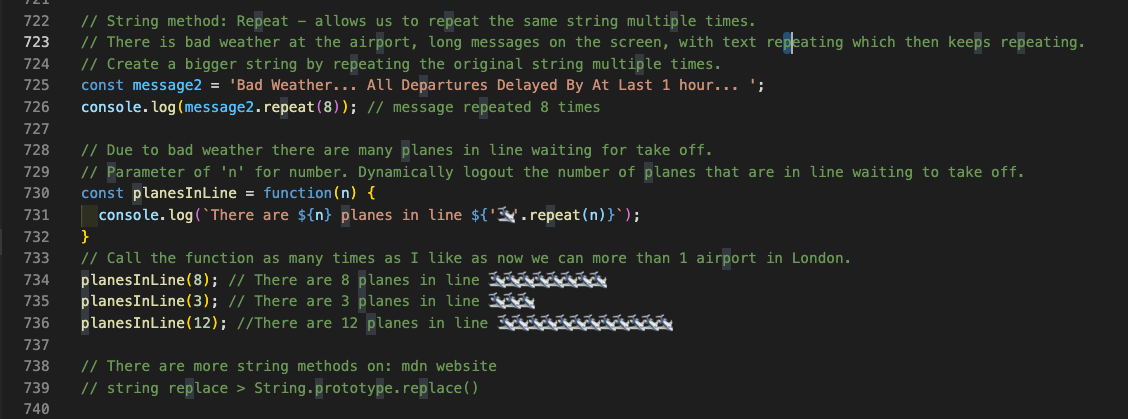 721
722 // String method: Repeat – allows us to repeat the same string multiple times.
723 // There is bad weather at the airport, long messages on the screen, with text repeating which then keeps repeating.
724 // Create a bigger string by repeating the original string multiple times.
725 const message2 = 'Bad Weather... All Departures Delayed By At Last 1 hour... ';
726 console.log(message2.repeat(8)); // message repeated 8 times
727
728 // Due to bad weather there are many planes in line waiting for take off.
729 // Parameter of 'n' for number. Dynamically logout the number of planes that are in line waiting to take off.
730 const planesInLine = function(n) {
731   console.log(`There are ${n} planes in line ${'🛩'.repeat(n)}`);
732 }
733 // Call the function as many times as I like as now we can more than 1 airport in London.
734 planesInLine(8); // There are 8 planes in line 🛩🛩🛩🛩🛩🛩🛩🛩
735 planesInLine(3); // There are 3 planes in line 🛩🛩🛩
736 planesInLine(12); //There are 12 planes in line 🛩🛩🛩🛩🛩🛩🛩🛩🛩🛩🛩🛩
737
738 // There are more string methods on: mdn website
739 // string replace > String.prototype.replace()
740